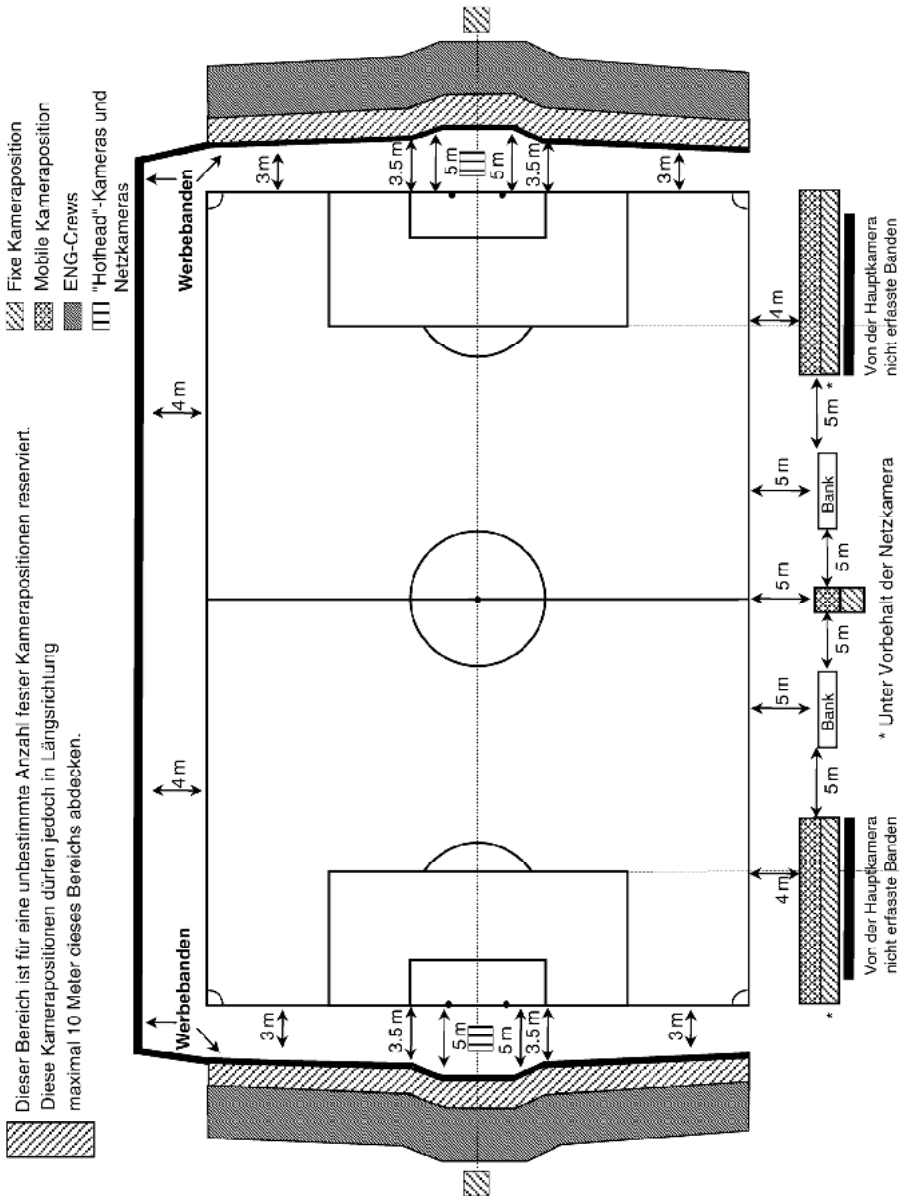 Dieser Bereich ist für eine unbestimmte Anzahl fester Kamerapositionen reserviert.
Diese Kamerapositionen dürfen jedoch in Längsrichtung
maximal 10 Meter dieses Bereichs abdecken.
Fixe Kameraposition
Mobile Kameraposition
ENG-Crews
"Hothead"-Kameras und
Netzkameras
Werbebanden
Werbebanden
4 m
4 m
3 m
3.5 m
5 m
5 m
3.5 m
3 m
3 m
3.5 m
5 m
5 m
3.5 m
3 m
4 m
5 m
5 m
5 m
4 m
5 m
Bank
5 m
5 m
Bank
5 m
*
*
Von der Hauptkamera
nicht erfasste Banden
* Unter Vorbehalt der Netzkamera
Von der Hauptkamera
nicht erfasste Banden